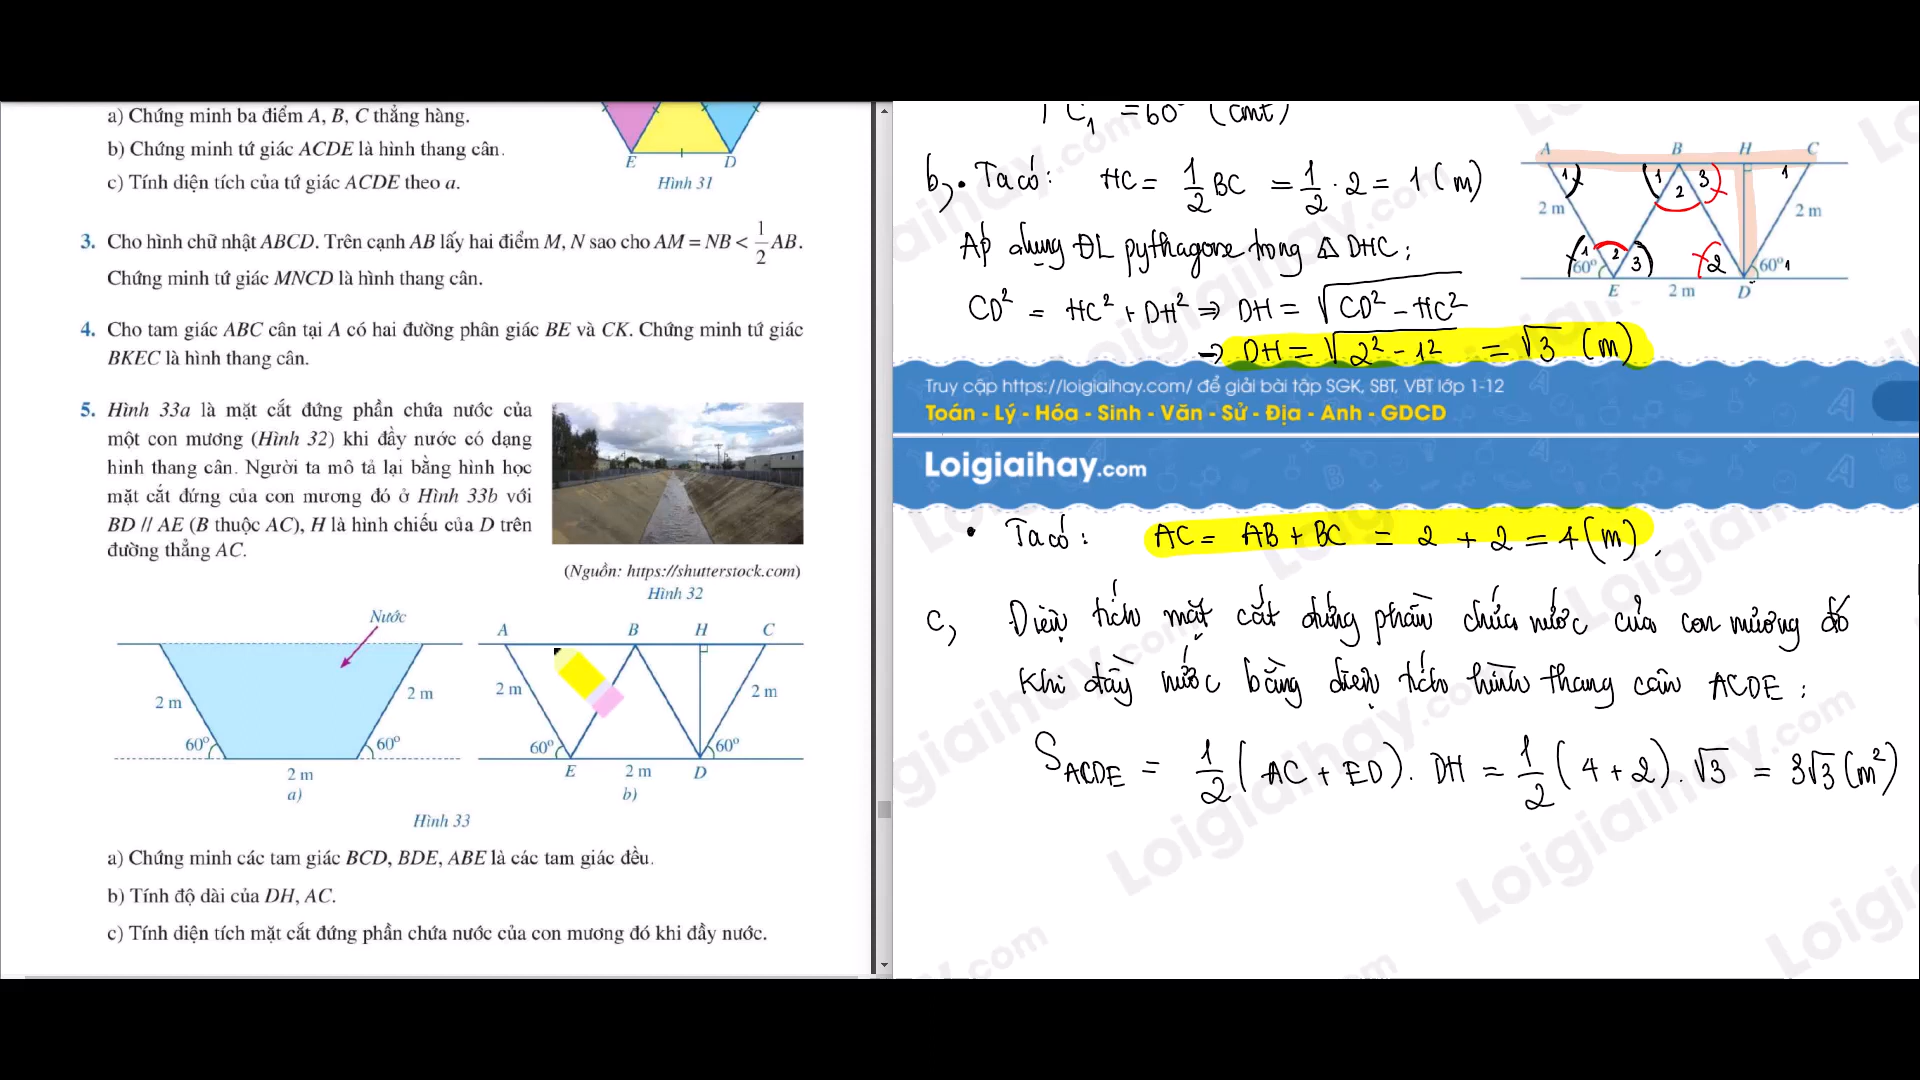 a) Chứng minh ba điểm A, B, C thẳng hàng.
b) Chứng minh tứ giác ACDE là hình thang cân.
c) Tính diện tích của tứ giác ACDE theo a.
E D
Hình 31
3. Cho hình chữ nhật ABCD. Trên cạnh AB lấy hai điểm M, N sao cho AM = NB < 1/2 AB.
Chứng minh tứ giác MNCD là hình thang cân.
4. Cho tam giác ABC cân tại A có hai đường phân giác BE và CK. Chứng minh tứ giác
BKEC là hình thang cân.
5. Hình 33a là mặt cắt đứng phần chứa nước của
một con mương (Hình 32) khi đầy nước có dạng
hình thang cân. Người ta mô tả lại bằng hình học
mặt cắt đứng của con mương đó ở Hình 33b với
BD // AE (B thuộc AC), H là hình chiếu của D trên
đường thẳng AC.
(Nguồn: https://shutterstock.com)
Hình 32
Nước
2 m 2 m
60° 60°
2 m
a)
A B H C
2 m 2 m
60° 60°
E 2 m D
b)
Hình 33
a) Chứng minh các tam giác BCD, BDE, ABE là các tam giác đều.
b) Tính độ dài của DH, AC.
c) Tính diện tích mặt cắt đứng phần chứa nước của con mương đó khi đầy nước.
C₁ = 60° (cmt)
b, • Ta có: HC = 1/2 BC = 1/2 . 2 = 1 (m)
Áp dụng ĐL pythagore trong △ DHC:
CD² = HC² + DH² ⇒ DH = √(CD² - HC²)
⇒ DH = √(2² - 1²) = √3 (m)
A B H C
1 1 2 3 1
2 m 2 m
60° 1 2 3 2 60° 1
E 2 m D
Truy cập https://loigiaihay.com/ để giải bài tập SGK, SBT, VBT lớp 1-12
Toán - Lý - Hóa - Sinh - Văn - Sử - Địa - Anh - GDCD
Loigiaihay.com
• Ta có: AC = AB + BC = 2 + 2 = 4 (m).
c, Diện tích mặt cắt đứng phần chứa nước của con mương đó
khi đầy nước bằng diện tích hình thang cân ACDE:
S ACDE = 1/2 (AC + ED) . DH = 1/2 (4 + 2) . √3 = 3√3 (m²)